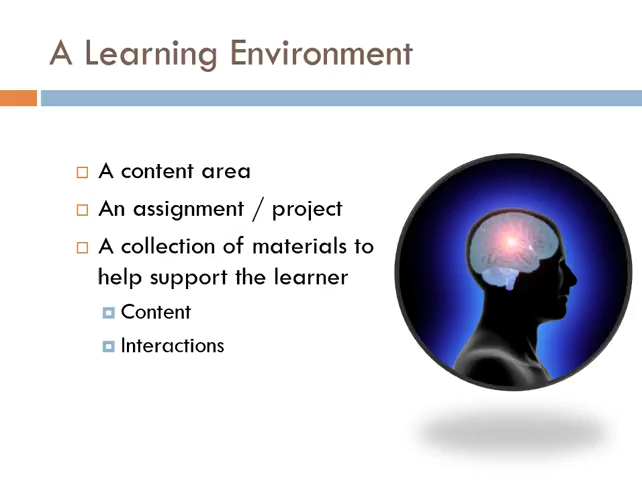 A Learning Environment
A content area
An assignment / project
A collection of materials to
help support the learner
Content
Interactions